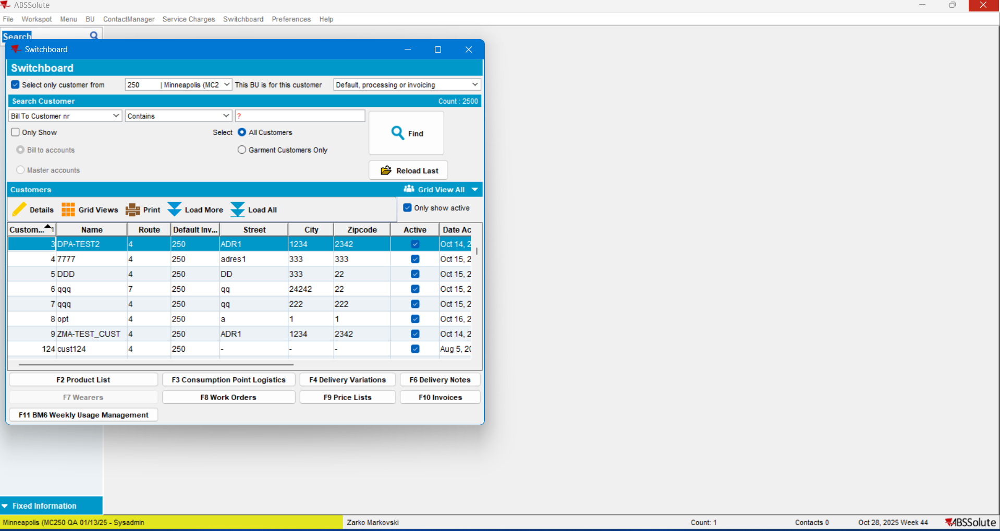 ABSSolute
File Workspot Menu BU ContactManager Service Charges Switchboard Preferences Help
Search
Switchboard
Switchboard
Select only customer from 250 | Minneapolis (MC2 This BU is for this customer Default, processing or invoicing
Search Customer Count : 2500
Bill To Customer nr Contains ?
Find
Only Show Select All Customers
Bill to accounts Garment Customers Only
Master accounts
Reload Last
Customers Grid View All
Details Grid Views Print Load More Load All Only show active
Custom... 1 Name Route Default Inv... Street City Zipcode Active Date Ac
3 DPA-TEST2 4 250 ADR1 1234 2342 Oct 14, 2
4 7777 4 250 adres1 333 333 Oct 15, 2
5 DDD 4 250 DD 333 22 Oct 15, 2
6 qqq 7 250 qq 24242 22 Oct 15, 2
7 qqq 4 250 qq 222 222 Oct 15, 2
8 opt 4 250 a 1 1 Oct 16, 2
9 ZMA-TEST_CUST 4 250 ADR1 1234 2342 Oct 14, 2
124 cust124 4 250 - - - Aug 5, 20
F2 Product List F3 Consumption Point Logistics F4 Delivery Variations F6 Delivery Notes
F7 Wearers F8 Work Orders F9 Price Lists F10 Invoices
F11 BM6 Weekly Usage Management
Fixed Information
Minneapolis (MC250 QA 01/13/25 - Sysadmin Zarko Markovski Count: 1 Contacts 0 Oct 28, 2025 Week 44 ABSSolute